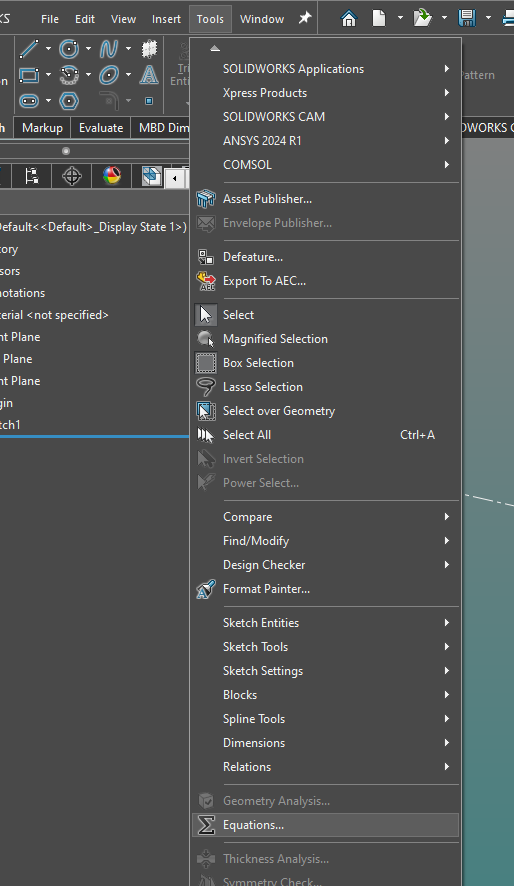 KS File Edit View Insert Tools Window
Tri
Enti
Pattern
Markup Evaluate MBD Dim
DWORKS
SOLIDWORKS Applications
Xpress Products
SOLIDWORKS CAM
ANSYS 2024 R1
COMSOL
Asset Publisher...
Envelope Publisher...
Defeature...
Export To AEC...
Select
Magnified Selection
Box Selection
Lasso Selection
Select over Geometry
Select All Ctrl+A
Invert Selection
Power Select...
Compare
Find/Modify
Design Checker
Format Painter...
Sketch Entities
Sketch Tools
Sketch Settings
Blocks
Spline Tools
Dimensions
Relations
Geometry Analysis...
Equations...
Thickness Analysis...
Symmetry Check...
Default<<Default>_Display State 1>)
tory
sors
notations
terial <not specified>
nt Plane
Plane
nt Plane
gin
tch1